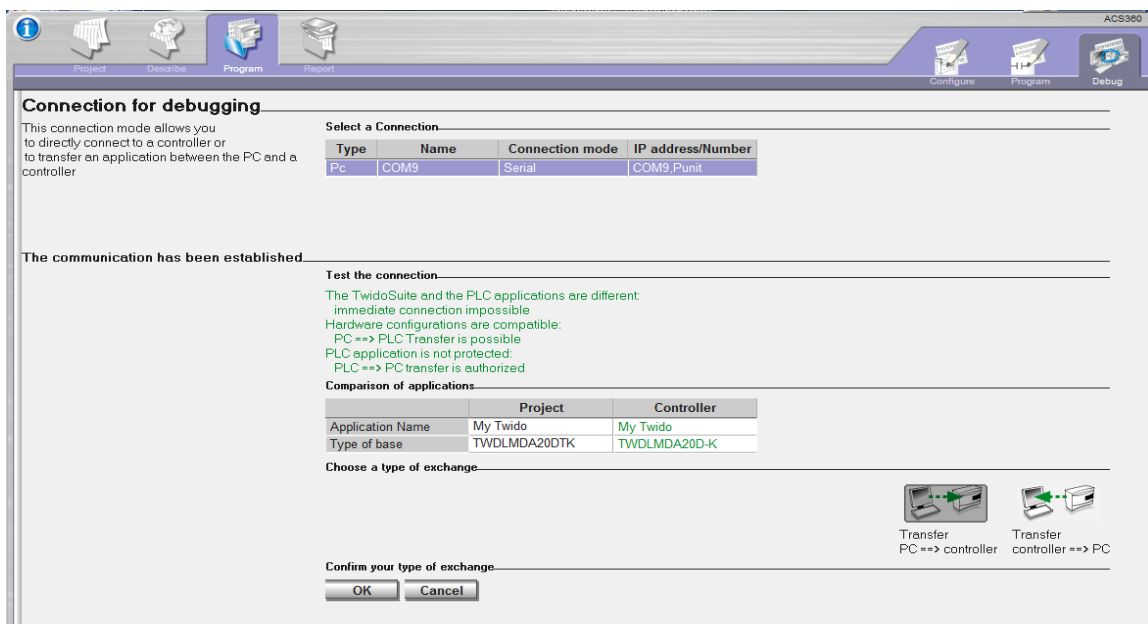 ACS360
Project
Describe
Program
Report
Configure
Program
Debug
Connection for debugging
This connection mode allows you
to directly connect to a controller or
to transfer an application between the PC and a
controller
Select a Connection
Type Name Connection mode IP address/Number
Pc COM9 Serial COM9,Punit
The communication has been established
Test the connection
The TwidoSuite and the PLC applications are different:
immediate connection impossible
Hardware configurations are compatible:
PC ==> PLC Transfer is possible
PLC application is not protected:
PLC ==> PC transfer is authorized
Comparison of applications
Project Controller
Application Name My Twido My Twido
Type of base TWDLMDA20DTK TWDLMDA20D-K
Choose a type of exchange
Transfer
PC ==> controller
Transfer
controller ==> PC
Confirm your type of exchange
OK Cancel